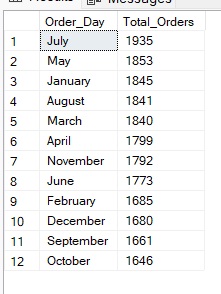 Messages
Order_Day Total_Orders
1 July 1935
2 May 1853
3 January 1845
4 August 1841
5 March 1840
6 April 1799
7 November 1792
8 June 1773
9 February 1685
10 December 1680
11 September 1661
12 October 1646